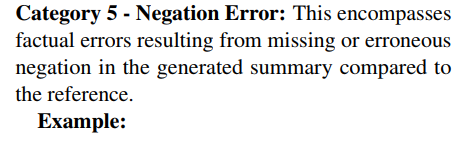 Category 5 - Negation Error: This encompasses
factual errors resulting from missing or erroneous
negation in the generated summary compared to
the reference.
Example: